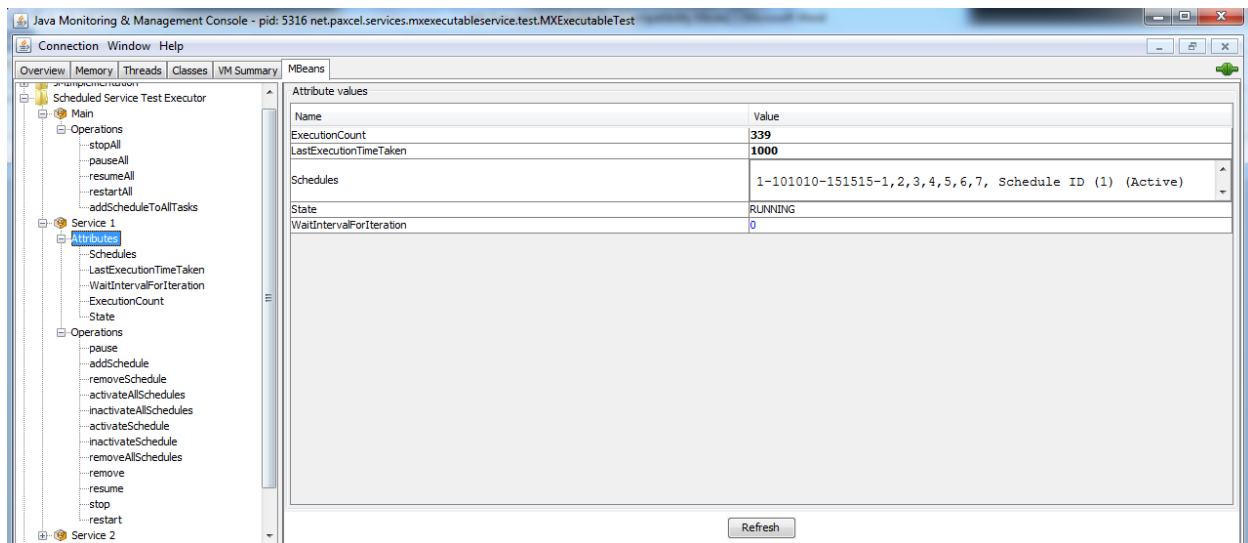 Java Monitoring & Management Console - pid: 5316 net.paxcel.services.mxexecutableservice.test.MXExecutableTest
Connection Window Help
Overview Memory Threads Classes VM Summary MBeans
Scheduled Service Test Executor
Main
Operations
stopAll
pauseAll
resumeAll
restartAll
addScheduleToAllTasks
Service 1
Attributes
Schedules
LastExecutionTimeTaken
WaitIntervalForIteration
ExecutionCount
State
Operations
pause
addSchedule
removeSchedule
activateAllSchedules
inactivateAllSchedules
activateSchedule
inactivateSchedule
removeAllSchedules
remove
resume
stop
restart
Service 2
Attribute values
Name Value
ExecutionCount 339
LastExecutionTimeTaken 1000
Schedules 1-101010-151515-1,2,3,4,5,6,7, Schedule ID (1) (Active)
State RUNNING
WaitIntervalForIteration 0
Refresh